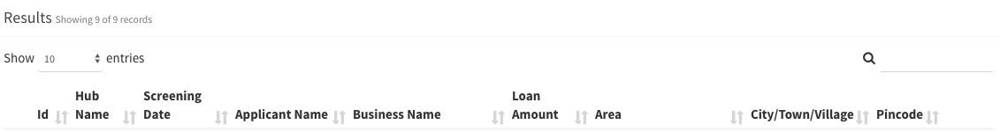 Results Showing 9 of 9 records
Show 10 entries
Hub Screening Loan
Id Name Date Applicant Name Business Name Amount Area City/Town/Village Pincode